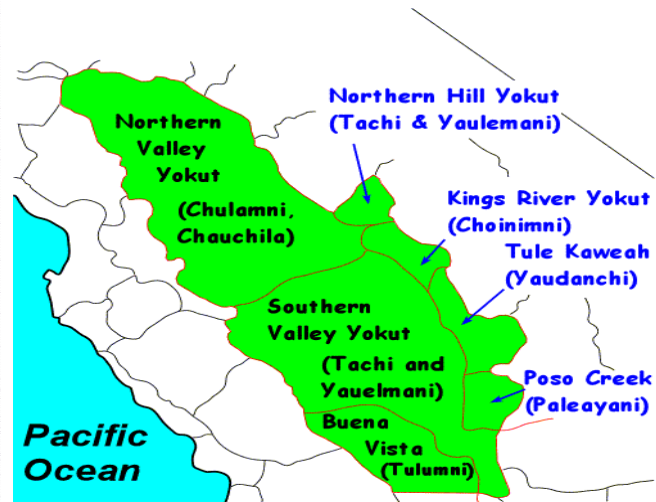 Northern
Valley
Yokut
(Chulamni,
Chauchila)
Northern Hill Yokut
(Tachi & Yaulemani)
Kings River Yokut
(Choinimni)
Tule Kaweah
(Yaudanchi)
Southern
Valley Yokut
(Tachi and
Yauelmani)
Poso Creek
(Paleayani)
Buena
Vista
(Tulumni)
Pacific
Ocean